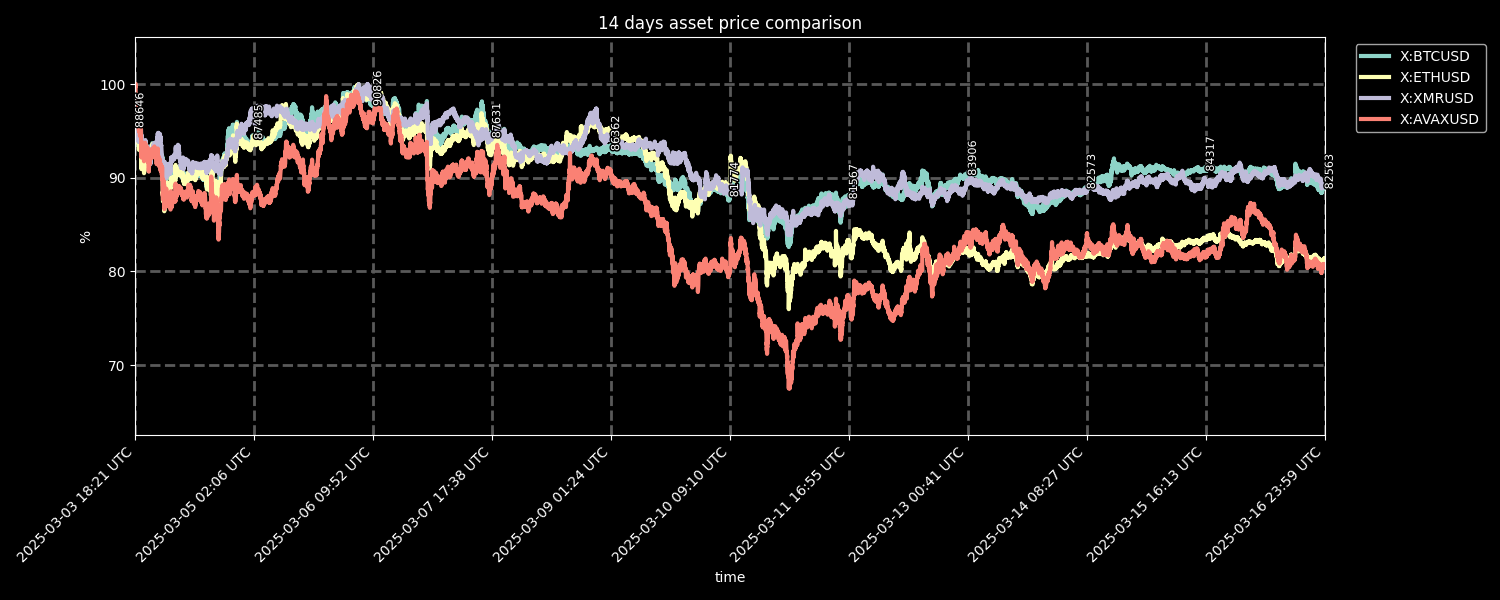 14 days asset price comparison
X:BTCUSD
X:ETHUSD
X:XMRUSD
X:AVAXUSD
100
90
80
70
%
88646
87485
90826
87631
86362
81774
81567
83906
82573
84317
82563
2025-03-03 18:21 UTC
2025-03-05 02:06 UTC
2025-03-06 09:52 UTC
2025-03-07 17:38 UTC
2025-03-09 01:24 UTC
2025-03-10 09:10 UTC
2025-03-11 16:55 UTC
2025-03-13 00:41 UTC
2025-03-14 08:27 UTC
2025-03-15 16:13 UTC
2025-03-16 23:59 UTC
time